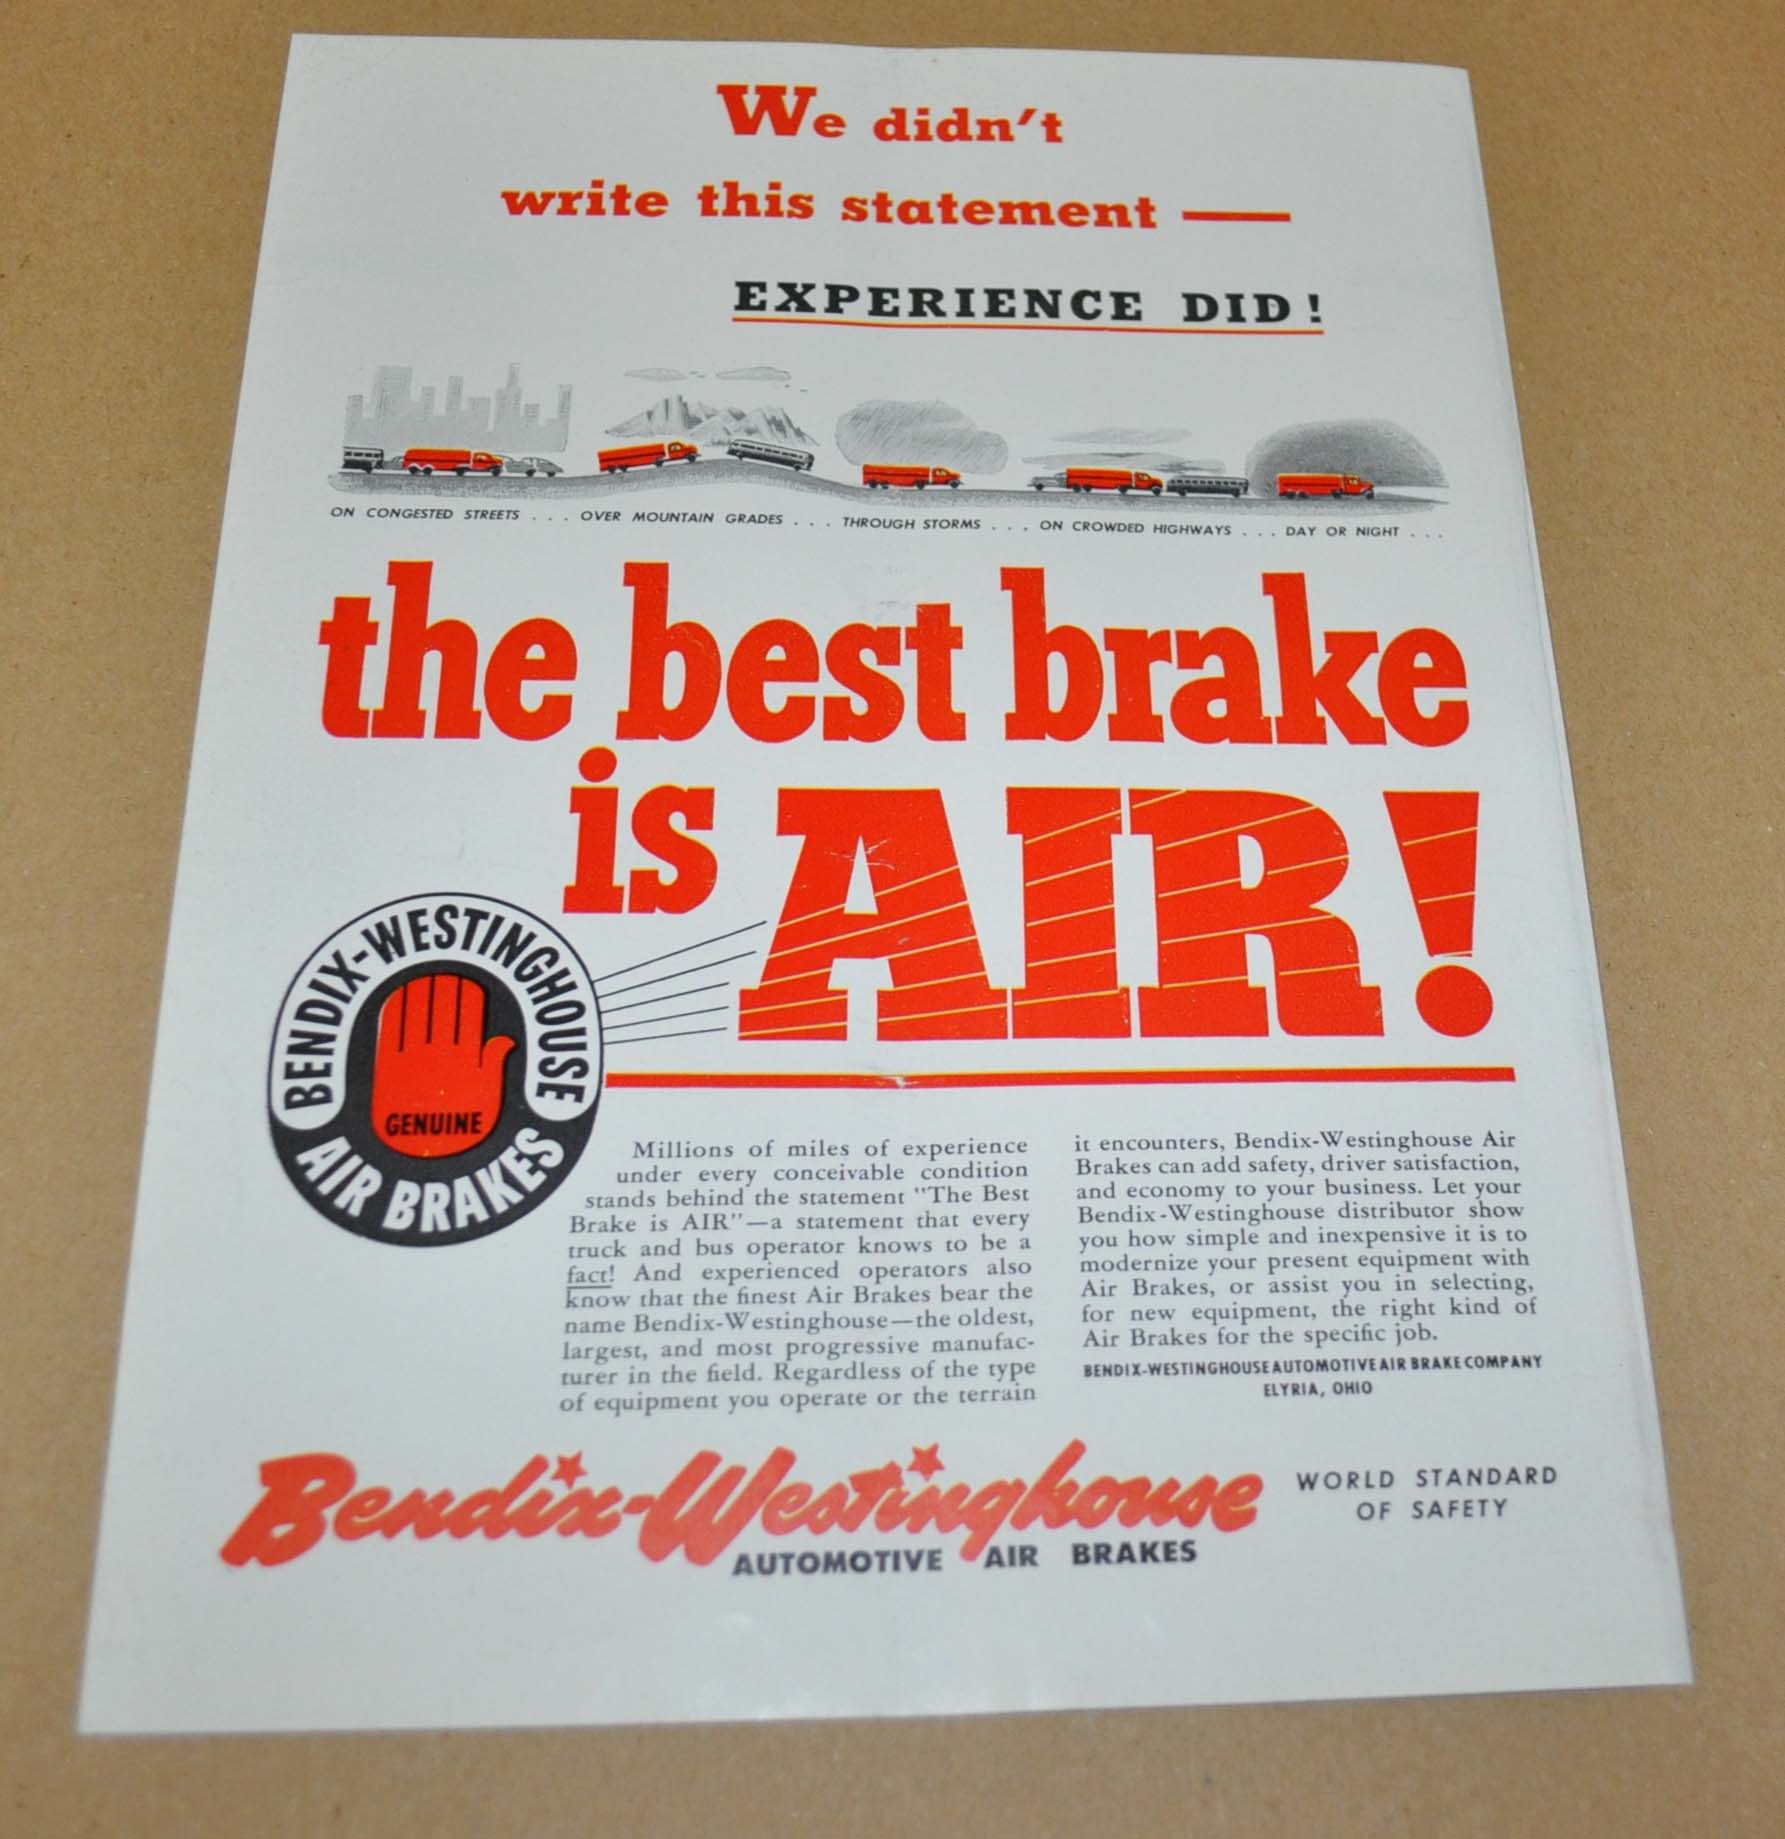 We didn't
write this statement —
EXPERIENCE DID!
ON CONGESTED STREETS . . . OVER MOUNTAIN GRADES . . . THROUGH STORMS . . . ON CROWDED HIGHWAYS . . . DAY OR NIGHT . . .
the best brake
is AIR!
BENDIX-WESTINGHOUSE
GENUINE
AIR BRAKES
Millions of miles of experience
under every conceivable condition
stands behind the statement "The Best
Brake is AIR"—a statement that every
truck and bus operator knows to be a
fact! And experienced operators also
know that the finest Air Brakes bear the
name Bendix-Westinghouse—the oldest,
largest, and most progressive manufac-
turer in the field. Regardless of the type
of equipment you operate or the terrain
it encounters, Bendix-Westinghouse Air
Brakes can add safety, driver satisfaction,
and economy to your business. Let your
Bendix-Westinghouse distributor show
you how simple and inexpensive it is to
modernize your present equipment with
Air Brakes, or assist you in selecting,
for new equipment, the right kind of
Air Brakes for the specific job.
BENDIX-WESTINGHOUSE AUTOMOTIVE AIR BRAKE COMPANY
ELYRIA, OHIO
Bendix-Westinghouse
AUTOMOTIVE AIR BRAKES
WORLD STANDARD
OF SAFETY